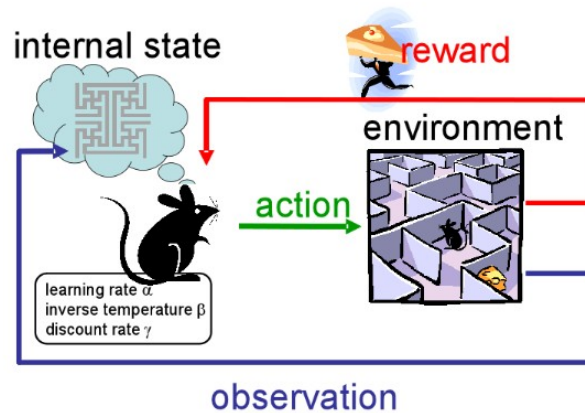 internal state
reward
environment
action
learning rate α
inverse temperature β
discount rate γ
observation